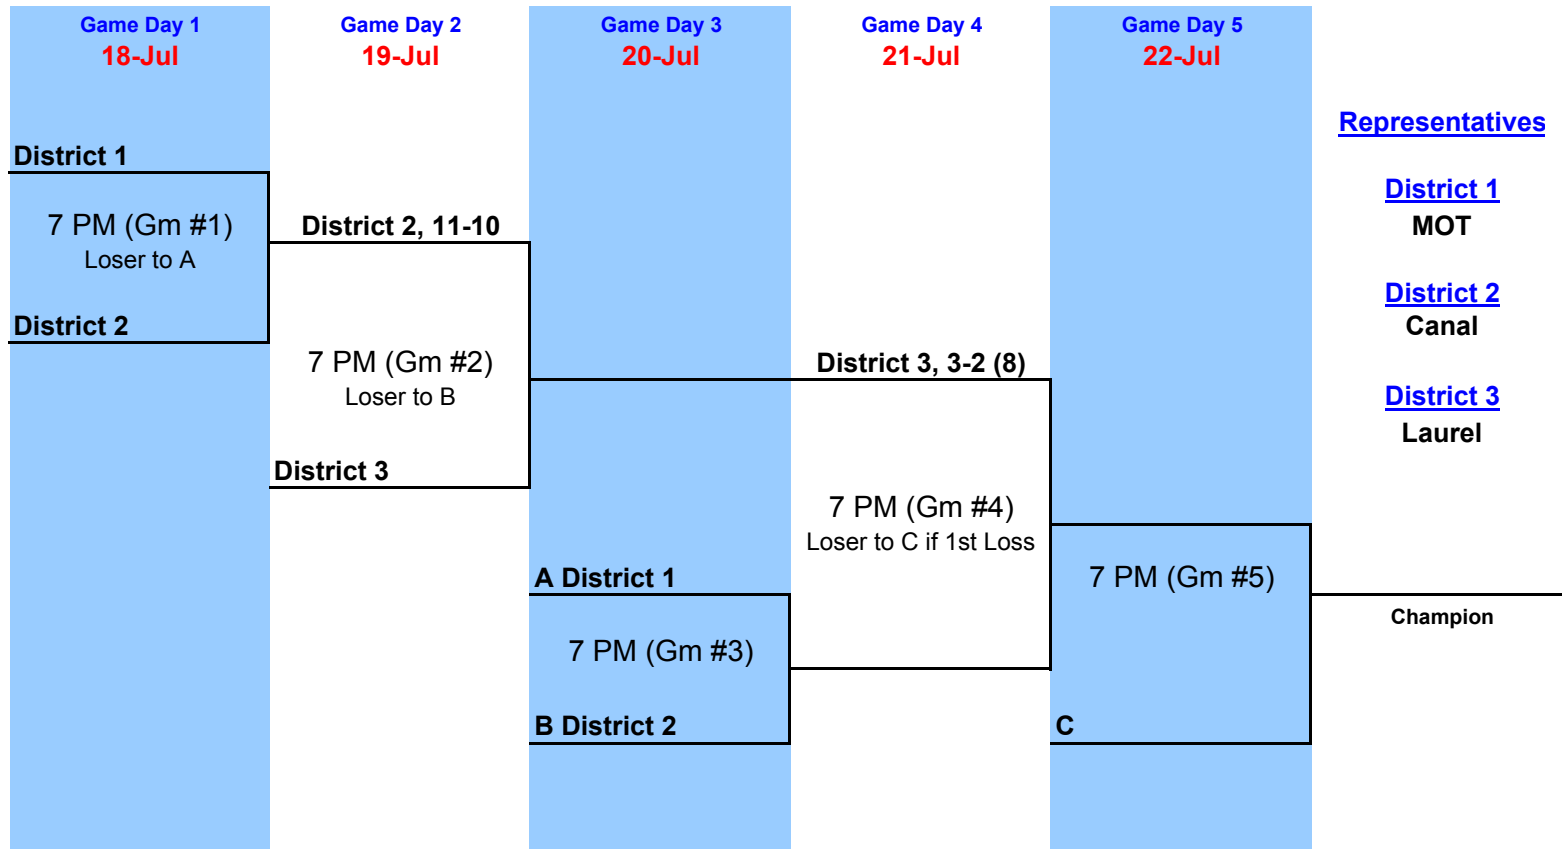 Game Day 1
18-Jul
Game Day 2
19-Jul
Game Day 3
20-Jul
Game Day 4
21-Jul
Game Day 5
22-Jul
District 1
7 PM (Gm #1)
Loser to A
District 2
District 2, 11-10
7 PM (Gm #2)
Loser to B
District 3
A District 1
7 PM (Gm #3)
B District 2
District 3, 3-2 (8)
7 PM (Gm #4)
Loser to C if 1st Loss
7 PM (Gm #5)
C
Champion
Representatives
District 1
MOT
District 2
Canal
District 3
Laurel